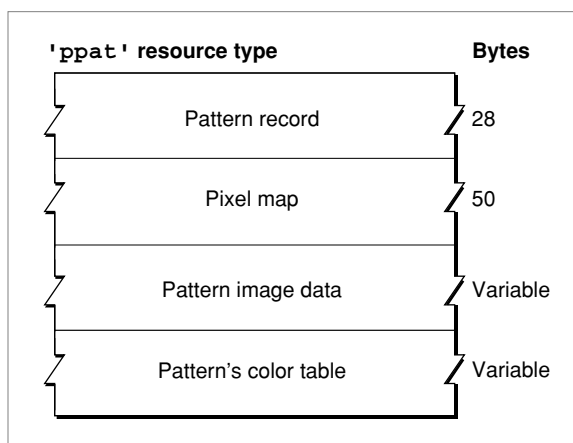 'ppat' resource type Bytes
Pattern record 28
Pixel map 50
Pattern image data Variable
Pattern's color table Variable